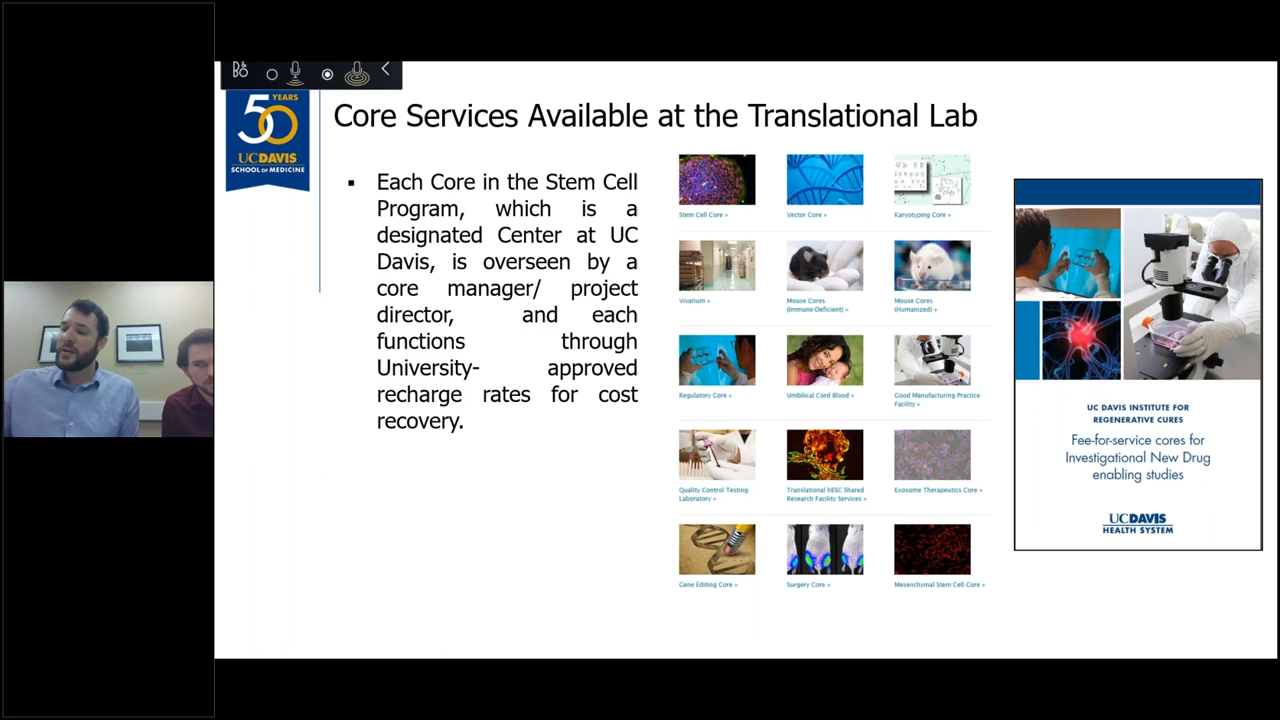 50
YEARS
UCDAVIS
SCHOOL OF MEDICINE
Core Services Available at the Translational Lab
Each Core in the Stem Cell
Program, which is a
designated Center at UC
Davis, is overseen by a
core manager/ project
director, and each
functions through
University- approved
recharge rates for cost
recovery.
Stem Cell Core »
Vector Core »
Karyotyping Core »
Vivarium »
Mouse Cores
(Immune-Deficient) »
Mouse Cores
(Humanized) »
Regulatory Core »
Umbilical Cord Blood »
Good Manufacturing Practice
Facility »
Quality Control Testing
Laboratory »
Translational hESC Shared
Research Facility Services »
Exosome Therapeutics Core »
Gene Editing Core »
Surgery Core »
Mesenchymal Stem Cell Core »
UC DAVIS INSTITUTE FOR
REGENERATIVE CURES
Fee-for-service cores for
Investigational New Drug
enabling studies
UCDAVIS
HEALTH SYSTEM